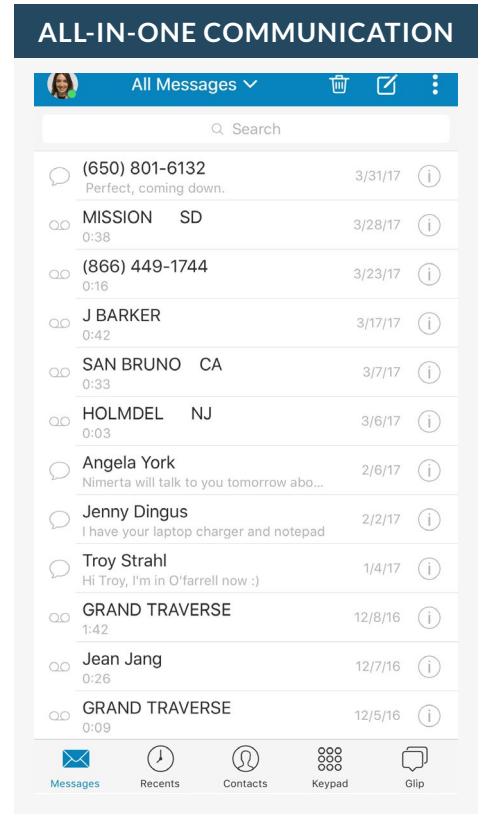 ALL-IN-ONE COMMUNICATION
All Messages
Search
(650) 801-6132
Perfect, coming down.
3/31/17
MISSION SD
0:38
3/28/17
(866) 449-1744
0:16
3/23/17
J BARKER
0:42
3/17/17
SAN BRUNO CA
0:33
3/7/17
HOLMDEL NJ
0:03
3/6/17
Angela York
Nimerta will talk to you tomorrow abo...
2/6/17
Jenny Dingus
I have your laptop charger and notepad
2/2/17
Troy Strahl
Hi Troy, I'm in O'farrell now :)
1/4/17
GRAND TRAVERSE
1:42
12/8/16
Jean Jang
0:26
12/7/16
GRAND TRAVERSE
0:09
12/5/16
Messages Recents Contacts Keypad Glip